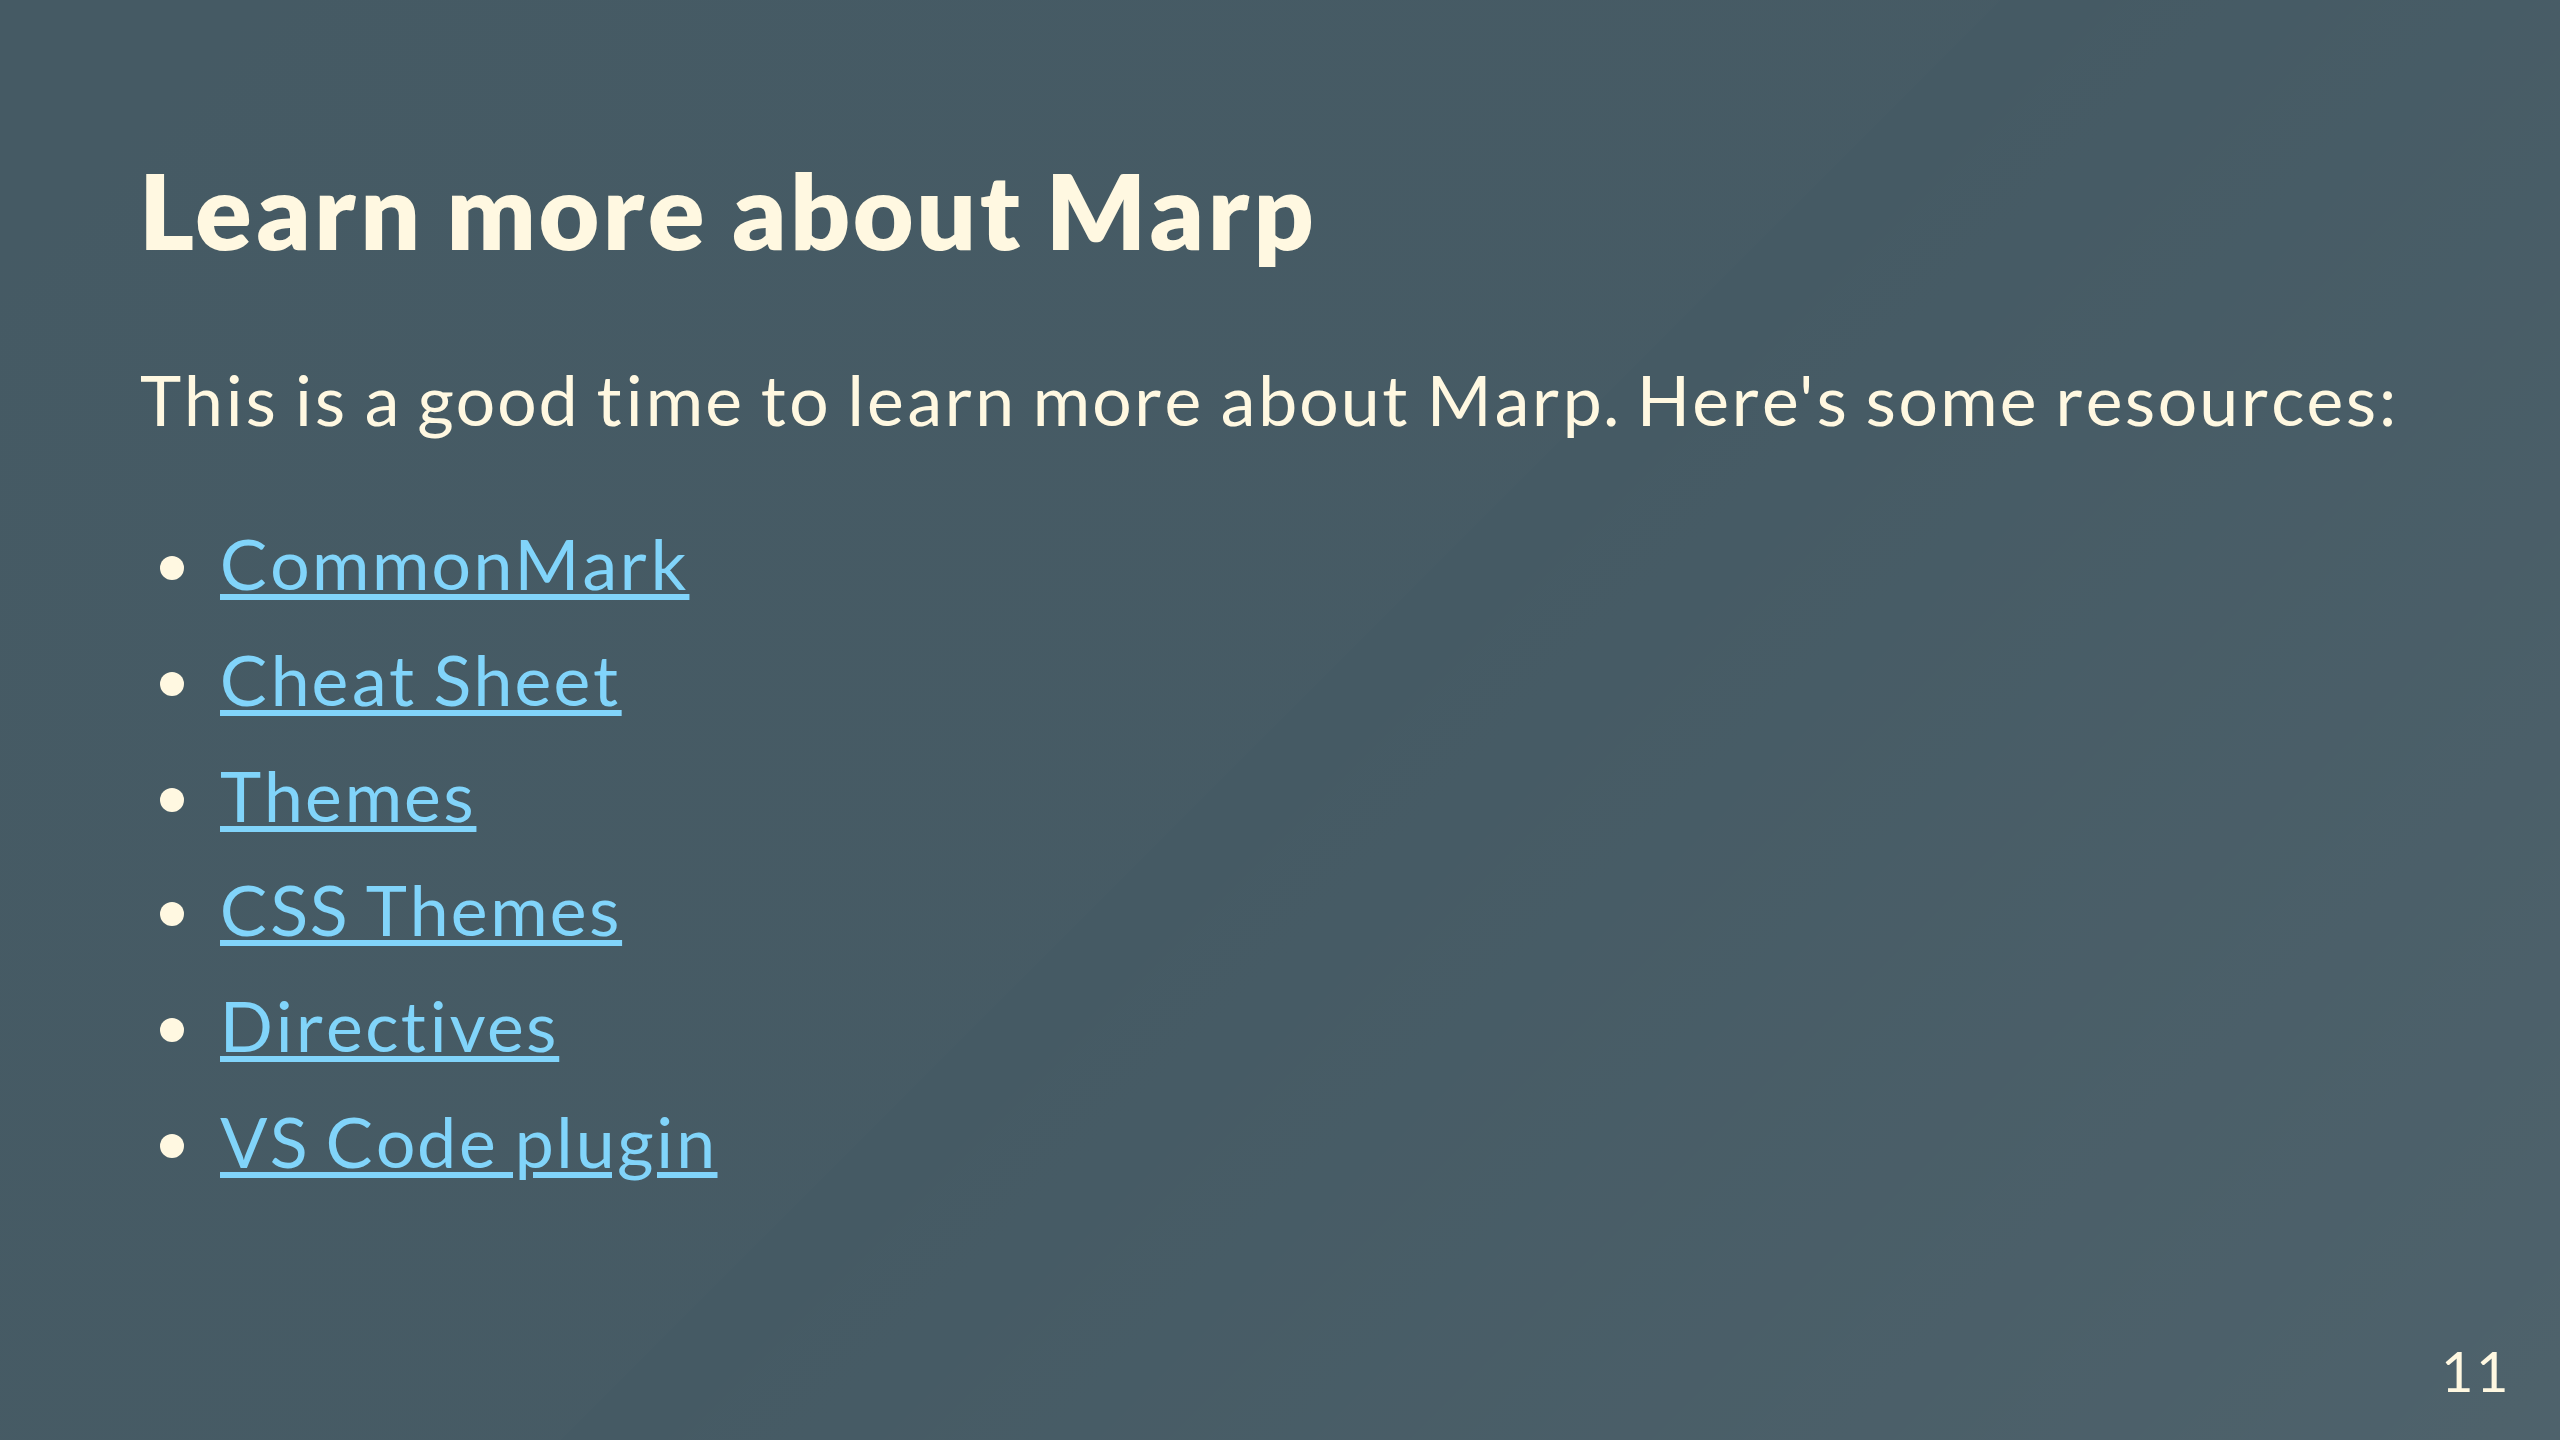 Learn more about Marp
This is a good time to learn more about Marp. Here's some resources:
CommonMark
Cheat Sheet
Themes
CSS Themes
Directives
VS Code plugin
11